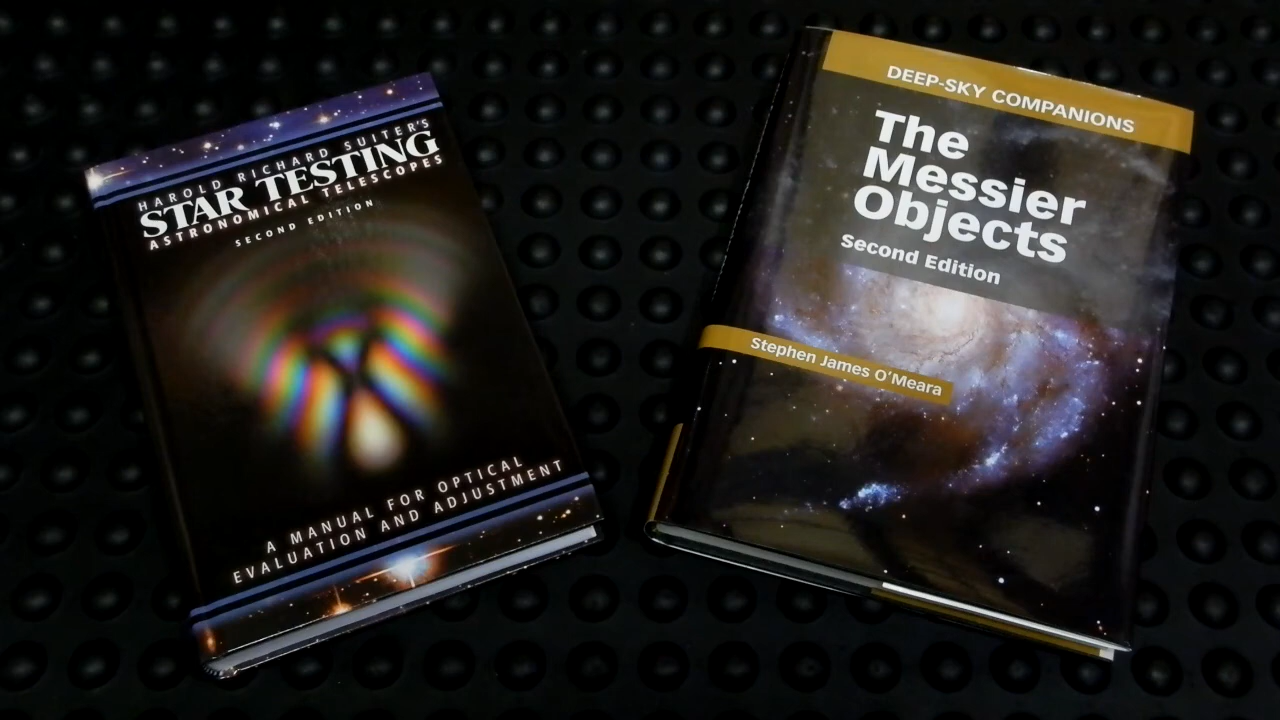 HAROLD RICHARD SUITER'S
STAR TESTING
ASTRONOMICAL TELESCOPES
SECOND EDITION
A MANUAL FOR OPTICAL
EVALUATION AND ADJUSTMENT
DEEP-SKY COMPANIONS
The
Messier
Objects
Second Edition
Stephen James O'Meara